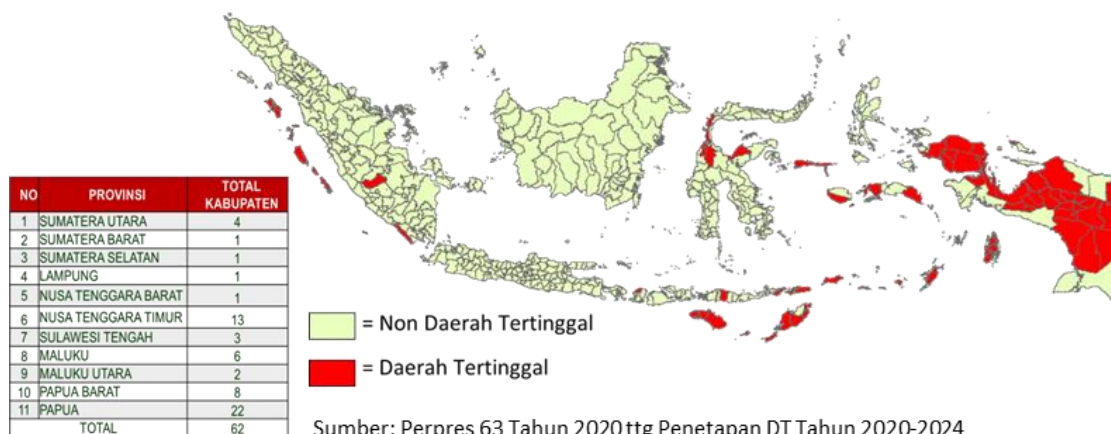 NO PROVINSI TOTAL KABUPATEN
1 SUMATERA UTARA 4
2 SUMATERA BARAT 1
3 SUMATERA SELATAN 1
4 LAMPUNG 1
5 NUSA TENGGARA BARAT 1
6 NUSA TENGGARA TIMUR 13
7 SULAWESI TENGAH 3
8 MALUKU 6
9 MALUKU UTARA 2
10 PAPUA BARAT 8
11 PAPUA 22
TOTAL 62
= Non Daerah Tertinggal
= Daerah Tertinggal
Sumber: Perpres 63 Tahun 2020 ttg Penetapan DT Tahun 2020-2024